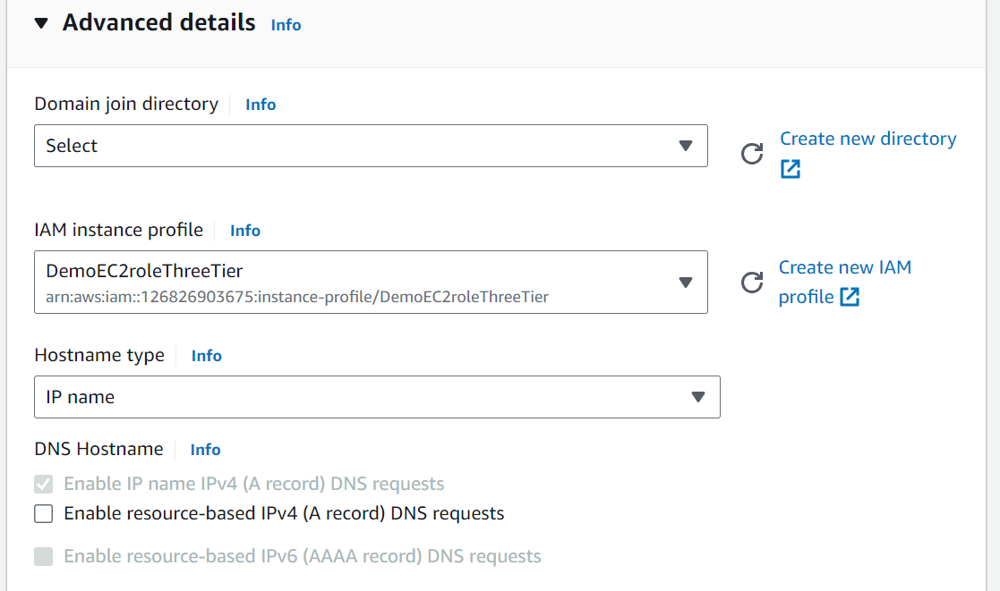 Advanced details Info
Domain join directory Info
Select
Create new directory
IAM instance profile Info
DemoEC2roleThreeTier
arn:aws:iam::126826903675:instance-profile/DemoEC2roleThreeTier
Create new IAM
profile
Hostname type Info
IP name
DNS Hostname Info
Enable IP name IPv4 (A record) DNS requests
Enable resource-based IPv4 (A record) DNS requests
Enable resource-based IPv6 (AAAA record) DNS requests